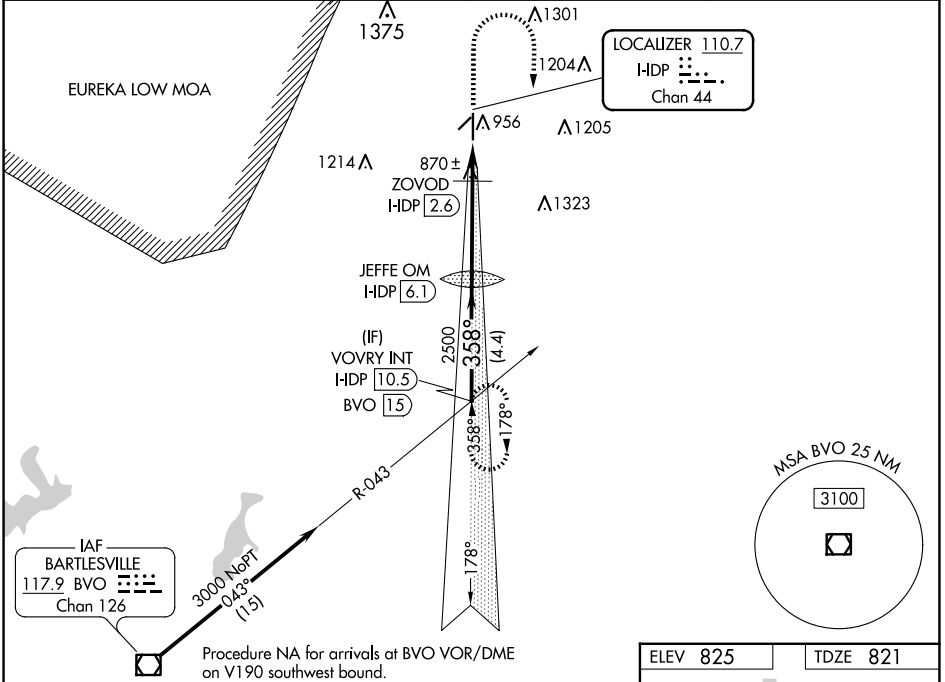 1375
1301
EUREKA LOW MOA
1204
LOCALIZER 110.7
I-IDP
Chan 44
956
1205
1214
870 ±
ZOVOD
I-IDP 2.6
1323
JEFFE OM
I-IDP 6.1
(IF)
VOVRY INT
I-IDP 10.5
BVO 15
2500
358°
(4.4)
358°
178°
R-043
178°
MSA BVO 25 NM
3100
IAF
BARTLESVILLE
117.9 BVO
Chan 126
3000 NoPT
043°
(15)
Procedure NA for arrivals at BVO VOR/DME
on V190 southwest bound.
ELEV 825
TDZE 821